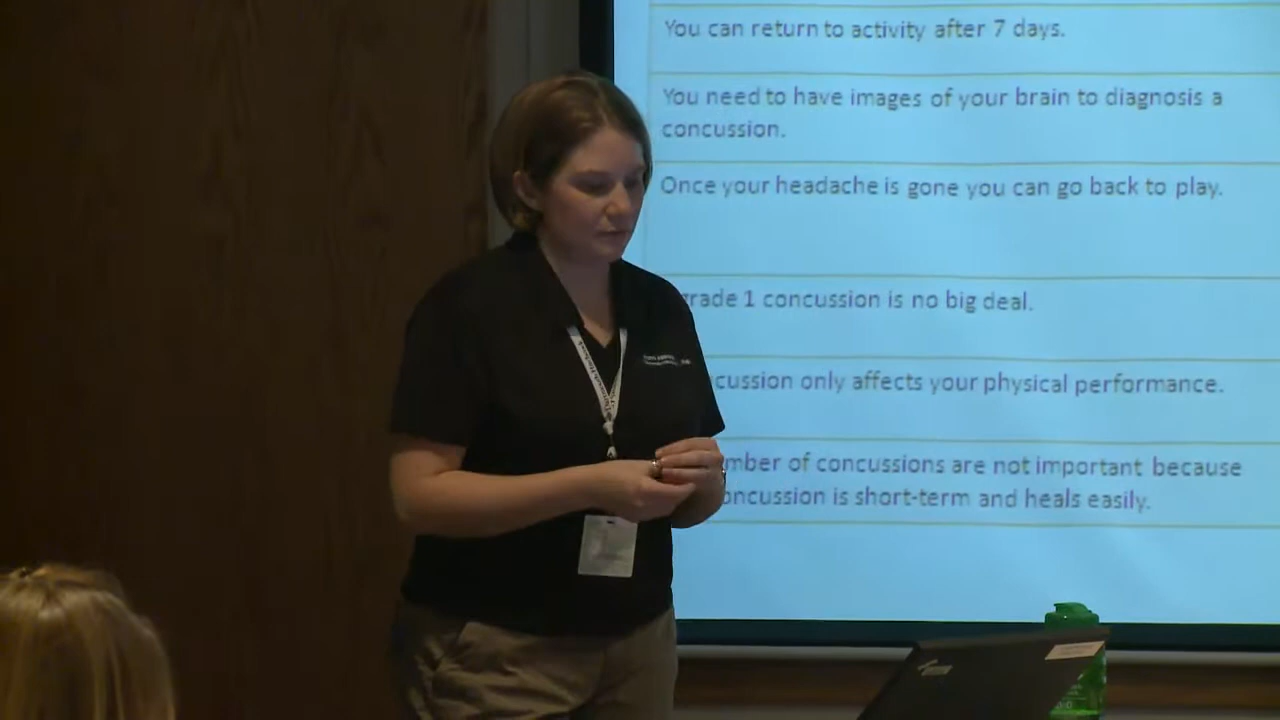 You can return to activity after 7 days.
You need to have images of your brain to diagnosis a
concussion.
Once your headache is gone you can go back to play.
grade 1 concussion is no big deal.
cussion only affects your physical performance.
mber of concussions are not important because
oncussion is short-term and heals easily.